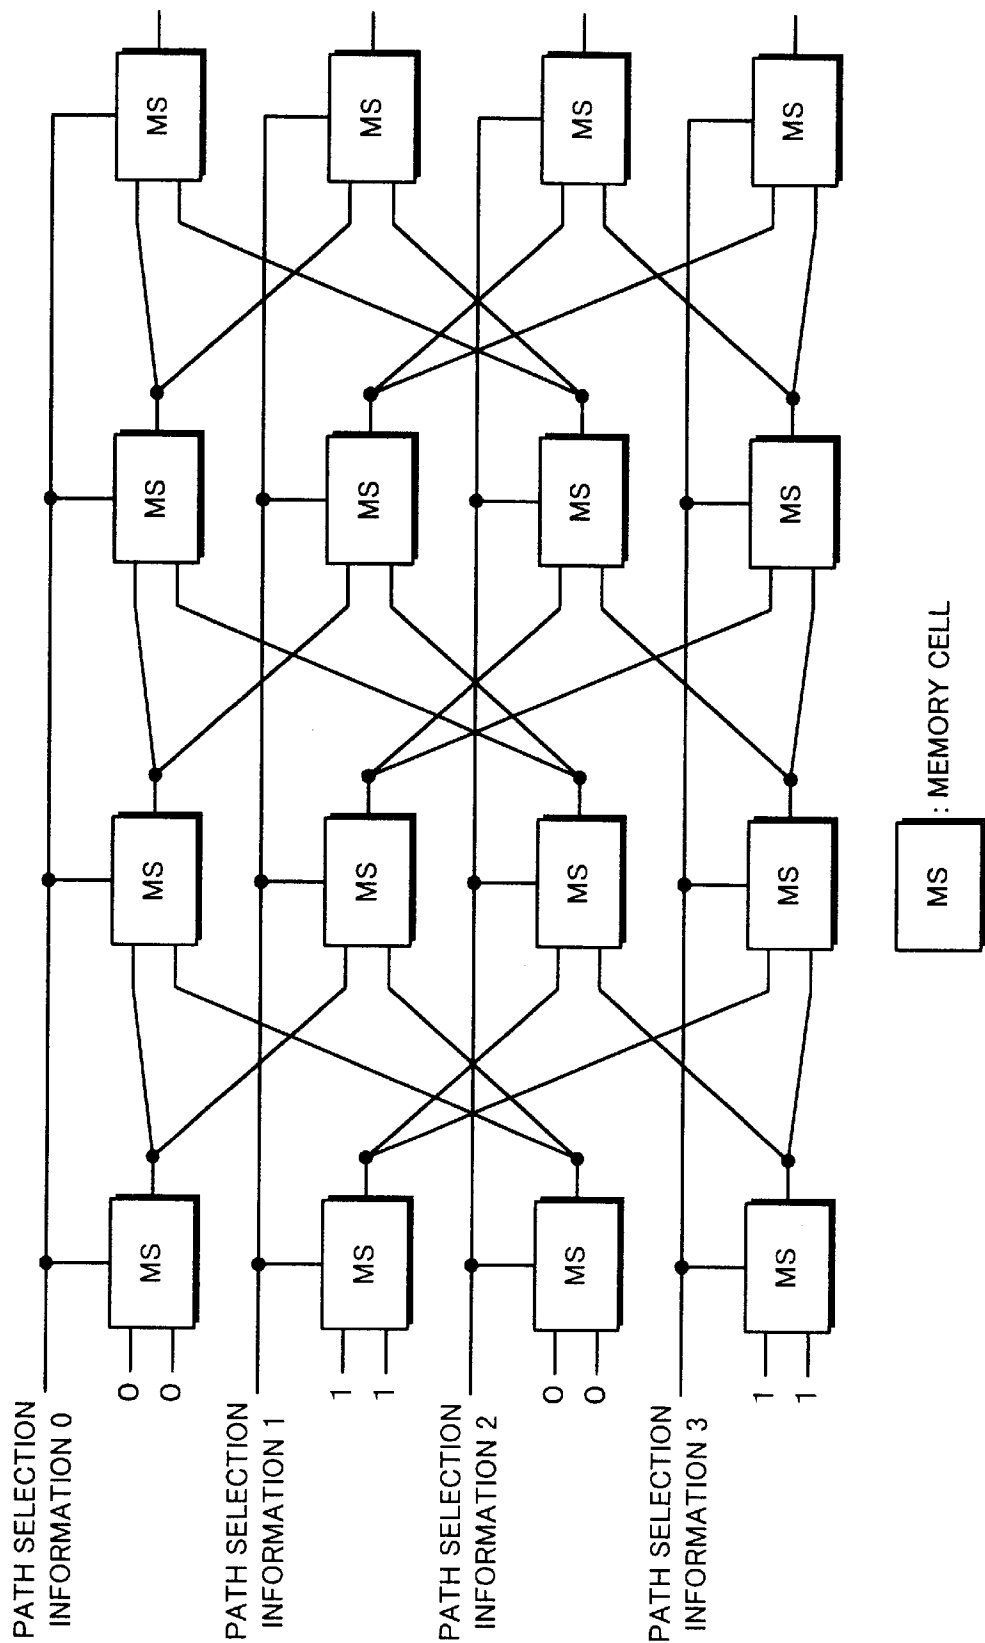 PATH SELECTION
INFORMATION 0
0
0
MS
MS
MS
MS
PATH SELECTION
INFORMATION 1
1
1
MS
MS
MS
MS
PATH SELECTION
INFORMATION 2
0
0
MS
MS
MS
MS
PATH SELECTION
INFORMATION 3
1
1
MS
MS
MS
MS
MS : MEMORY CELL